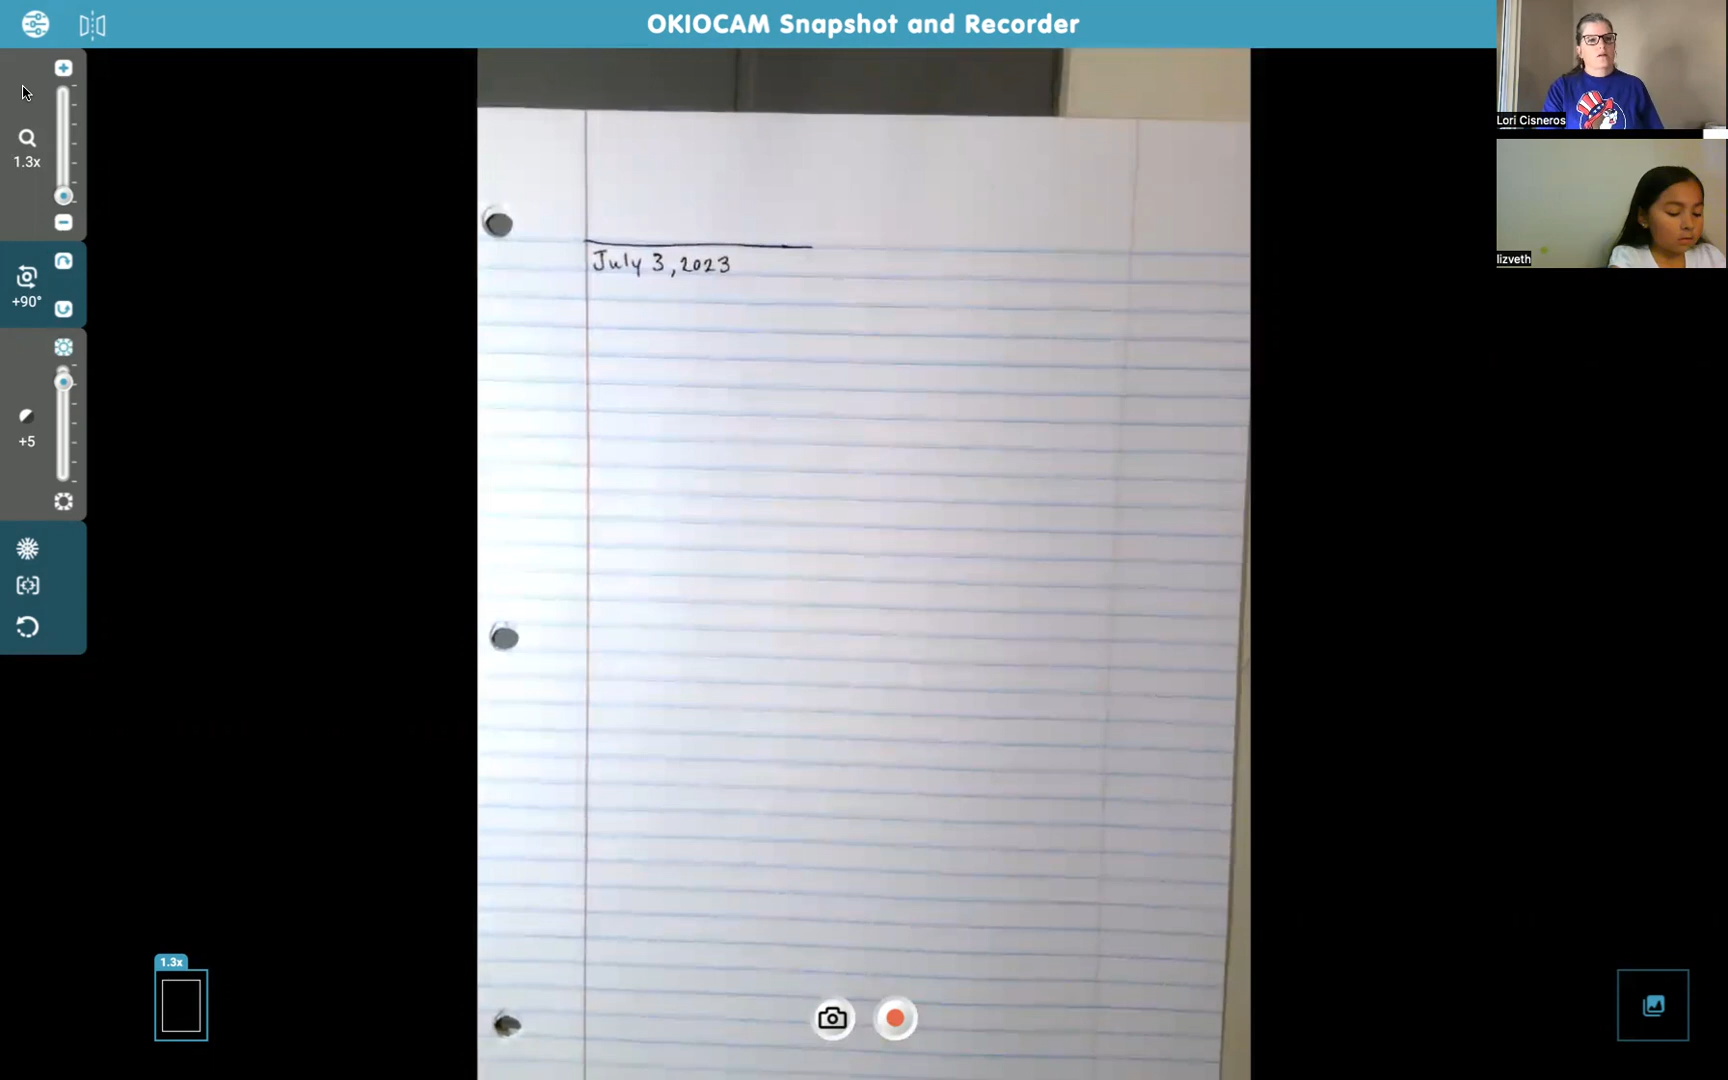 OKIOCAM Snapshot and Recorder
Lori Cisneros
1.3x
lizveth
July 3, 2023
+90°
+5
1.3x